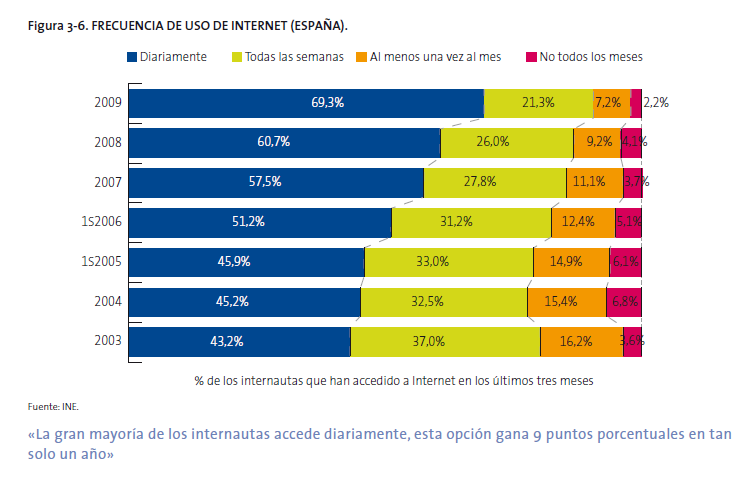 Figura 3-6. FRECUENCIA DE USO DE INTERNET (ESPAÑA).
Diariamente Todas las semanas Al menos una vez al mes No todos los meses
2009 69,3% 21,3% 7,2% 2,2%
2008 60,7% 26,0% 9,2% 4,1%
2007 57,5% 27,8% 11,1% 3,7%
1S2006 51,2% 31,2% 12,4% 5,1%
1S2005 45,9% 33,0% 14,9% 6,1%
2004 45,2% 32,5% 15,4% 6,8%
2003 43,2% 37,0% 16,2% 3,6%
% de los internautas que han accedido a Internet en los últimos tres meses
Fuente: INE.
«La gran mayoría de los internautas accede diariamente, esta opción gana 9 puntos porcentuales en tan
solo un año»